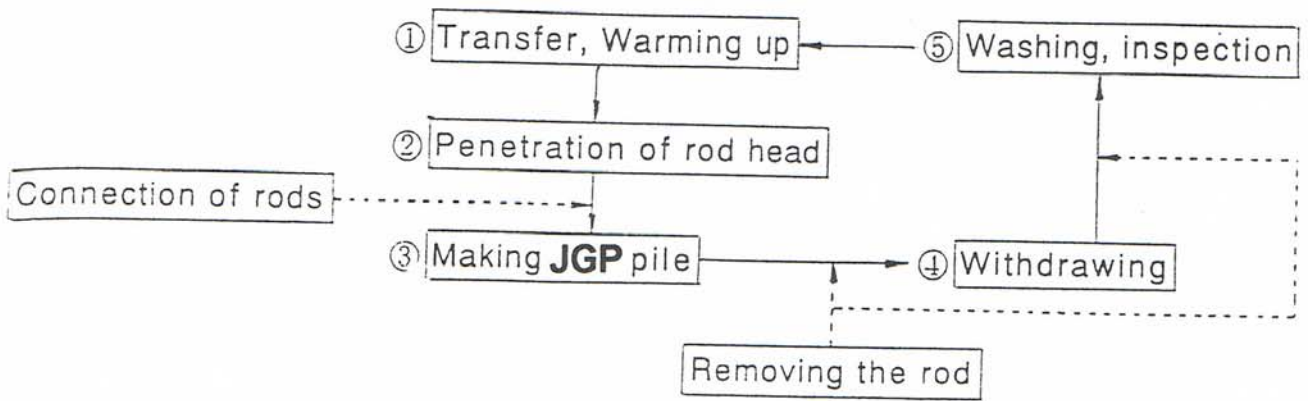 ① Transfer, Warming up
⑤ Washing, inspection
② Penetration of rod head
Connection of rods
③ Making JGP pile
④ Withdrawing
Removing the rod